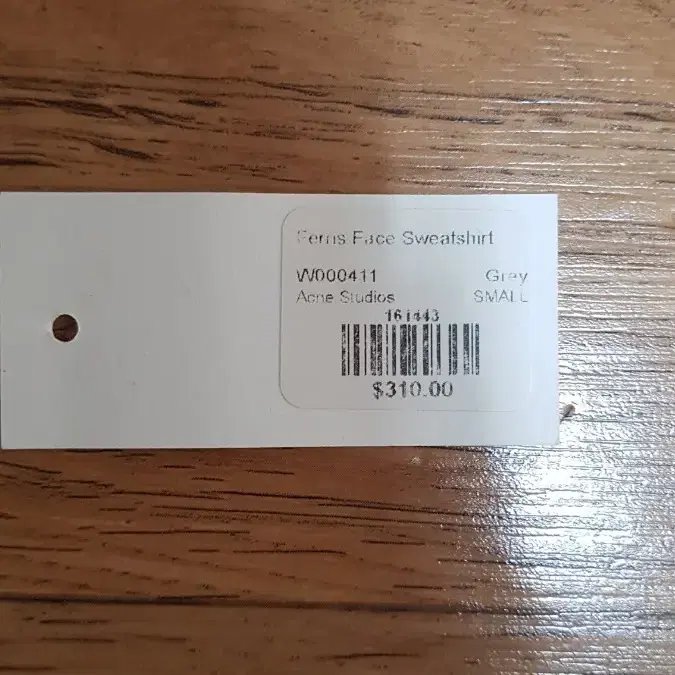 Ferns Face Sweatshirt
W000411 Grey
Acne Studios SMALL
161443
$310.00